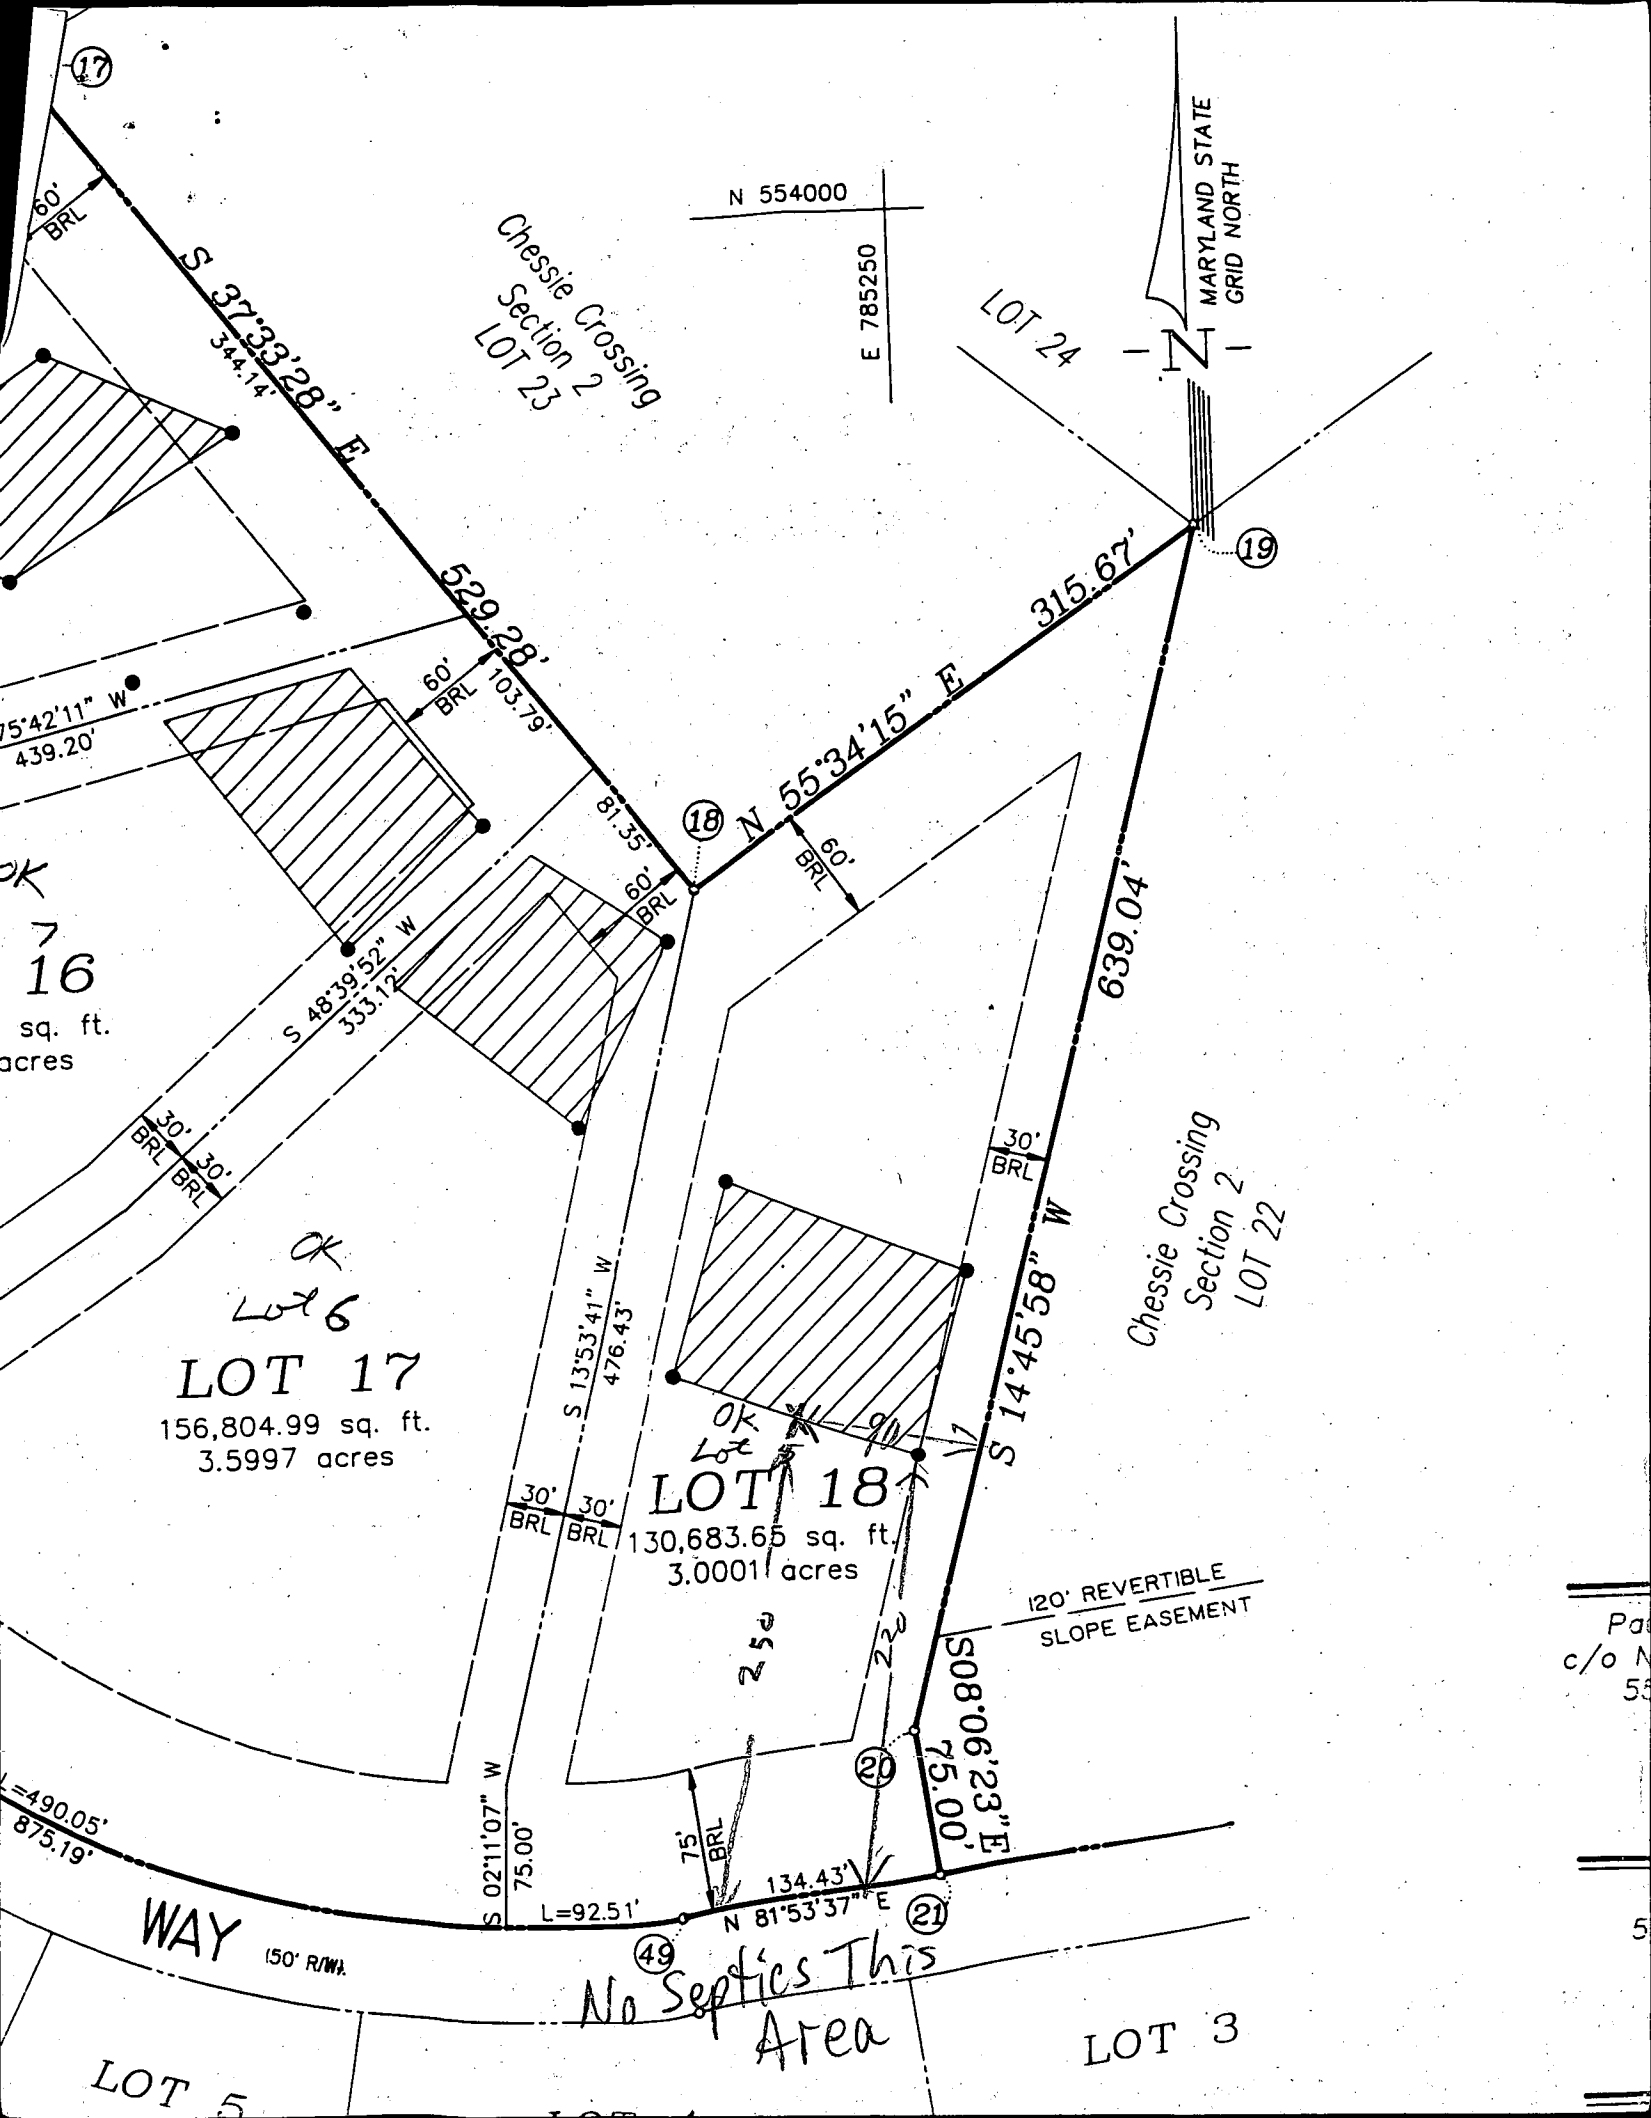 17
60'
BRL
N 554000
E 785250
MARYLAND STATE
GRID NORTH
N
Chessie Crossing
Section 2
LOT 23
LOT 24
S 37°33'28" E
344.14'
529.28'
19
315.67'
60'
BRL
103.79'
75°42'11" W
439.20'
N 55°34'15" E
81.35'
18
60'
BRL
60'
BRL
639.04'
OK
7
16
sq. ft.
acres
S 48°39'52" W
333.12'
30'
BRL
30'
BRL
30'
BRL
Chessie Crossing
Section 2
LOT 22
S 14°45'58" W
OK
Lot 6
LOT 17
156,804.99 sq. ft.
3.5997 acres
S 13°53'41" W
476.43'
OK
Lot 5
90
LOT 18
130,683.65 sq. ft.
3.0001 acres
30'
BRL
30'
BRL
120' REVERTIBLE
SLOPE EASEMENT
250
230
S08°06'23"E
75.00'
20
Pa
c/o N
55
L=490.05'
875.19'
S 02°11'07" W
75.00'
75'
BRL
L=92.51'
134.43'
N 81°53'37" E
21
49
WAY
(50' R/W)
No Septics This
Area
5
LOT 5
LOT 3